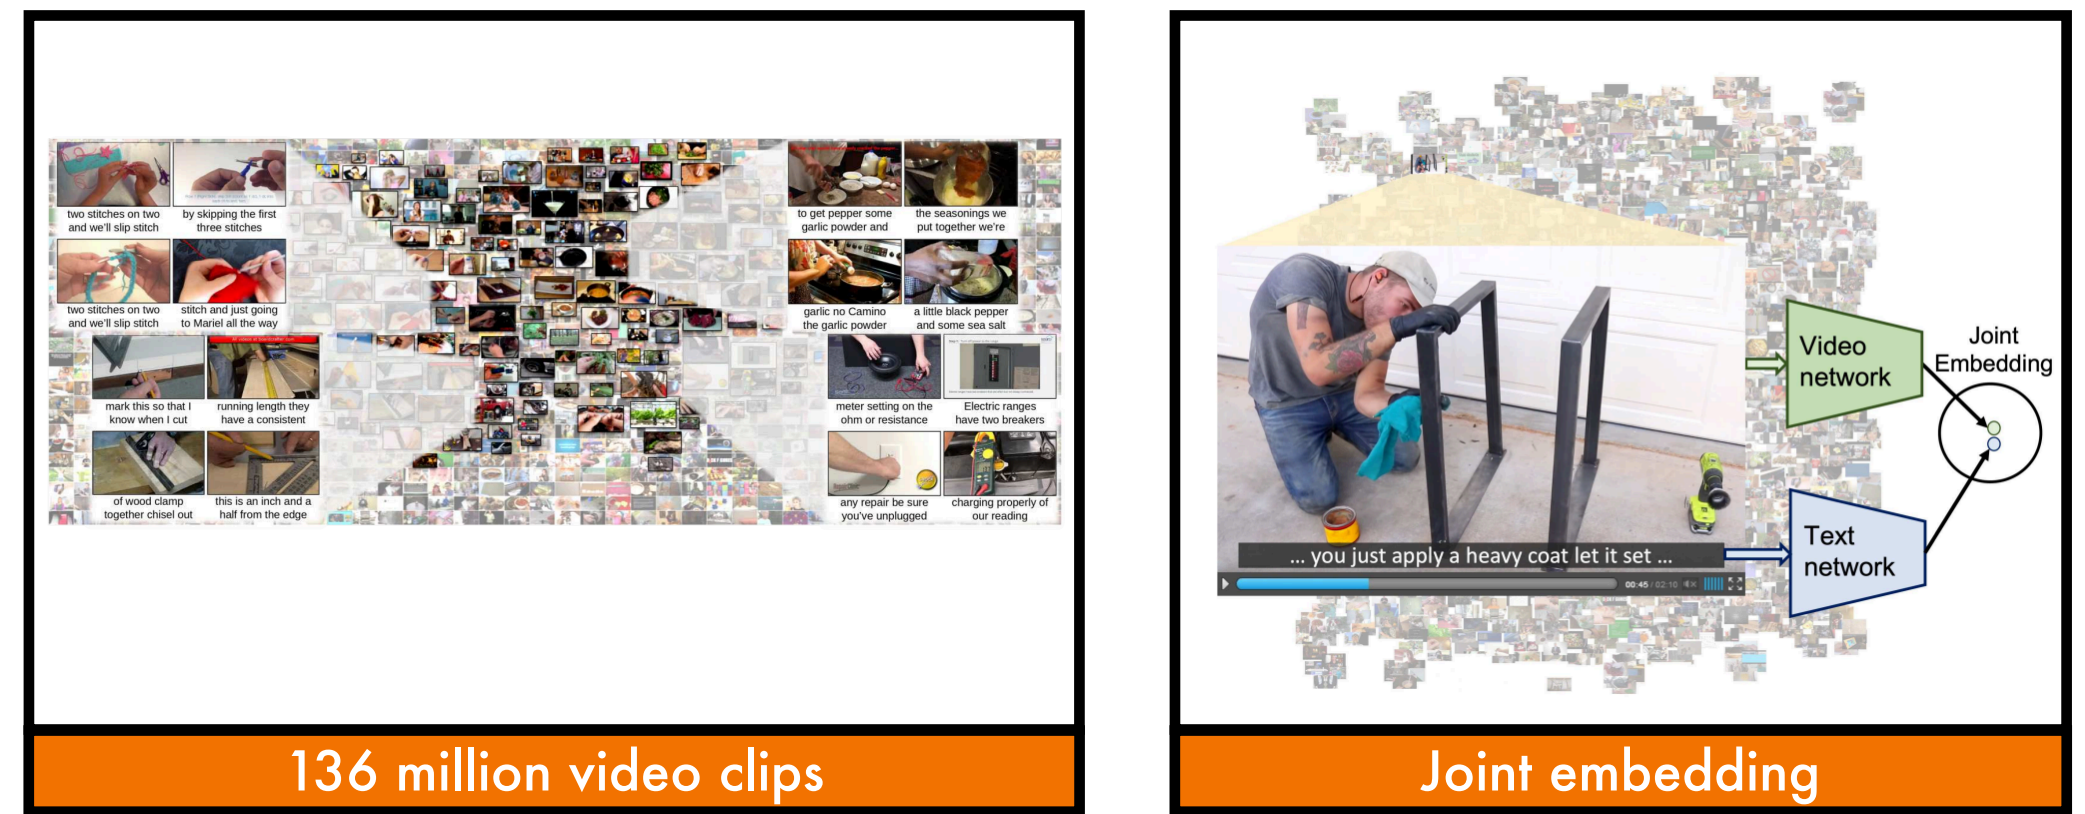 two stitches on two
and we'll slip stitch
by skipping the first
three stitches
two stitches on two
and we'll slip stitch
stitch and just going
to Mariel all the way
mark this so that I
know when I cut
running length they
have a consistent
of wood clamp
together chisel out
this is an inch and a
half from the edge
to get pepper some
garlic powder and
the seasonings we
put together we're
garlic no Camino
the garlic powder
a little black pepper
and some sea salt
meter setting on the
ohm or resistance
Electric ranges
have two breakers
any repair be sure
you've unplugged
charging properly of
our reading
136 million video clips
... you just apply a heavy coat let it set ...
00:45 / 02:10
Video
network
Text
network
Joint
Embedding
Joint embedding